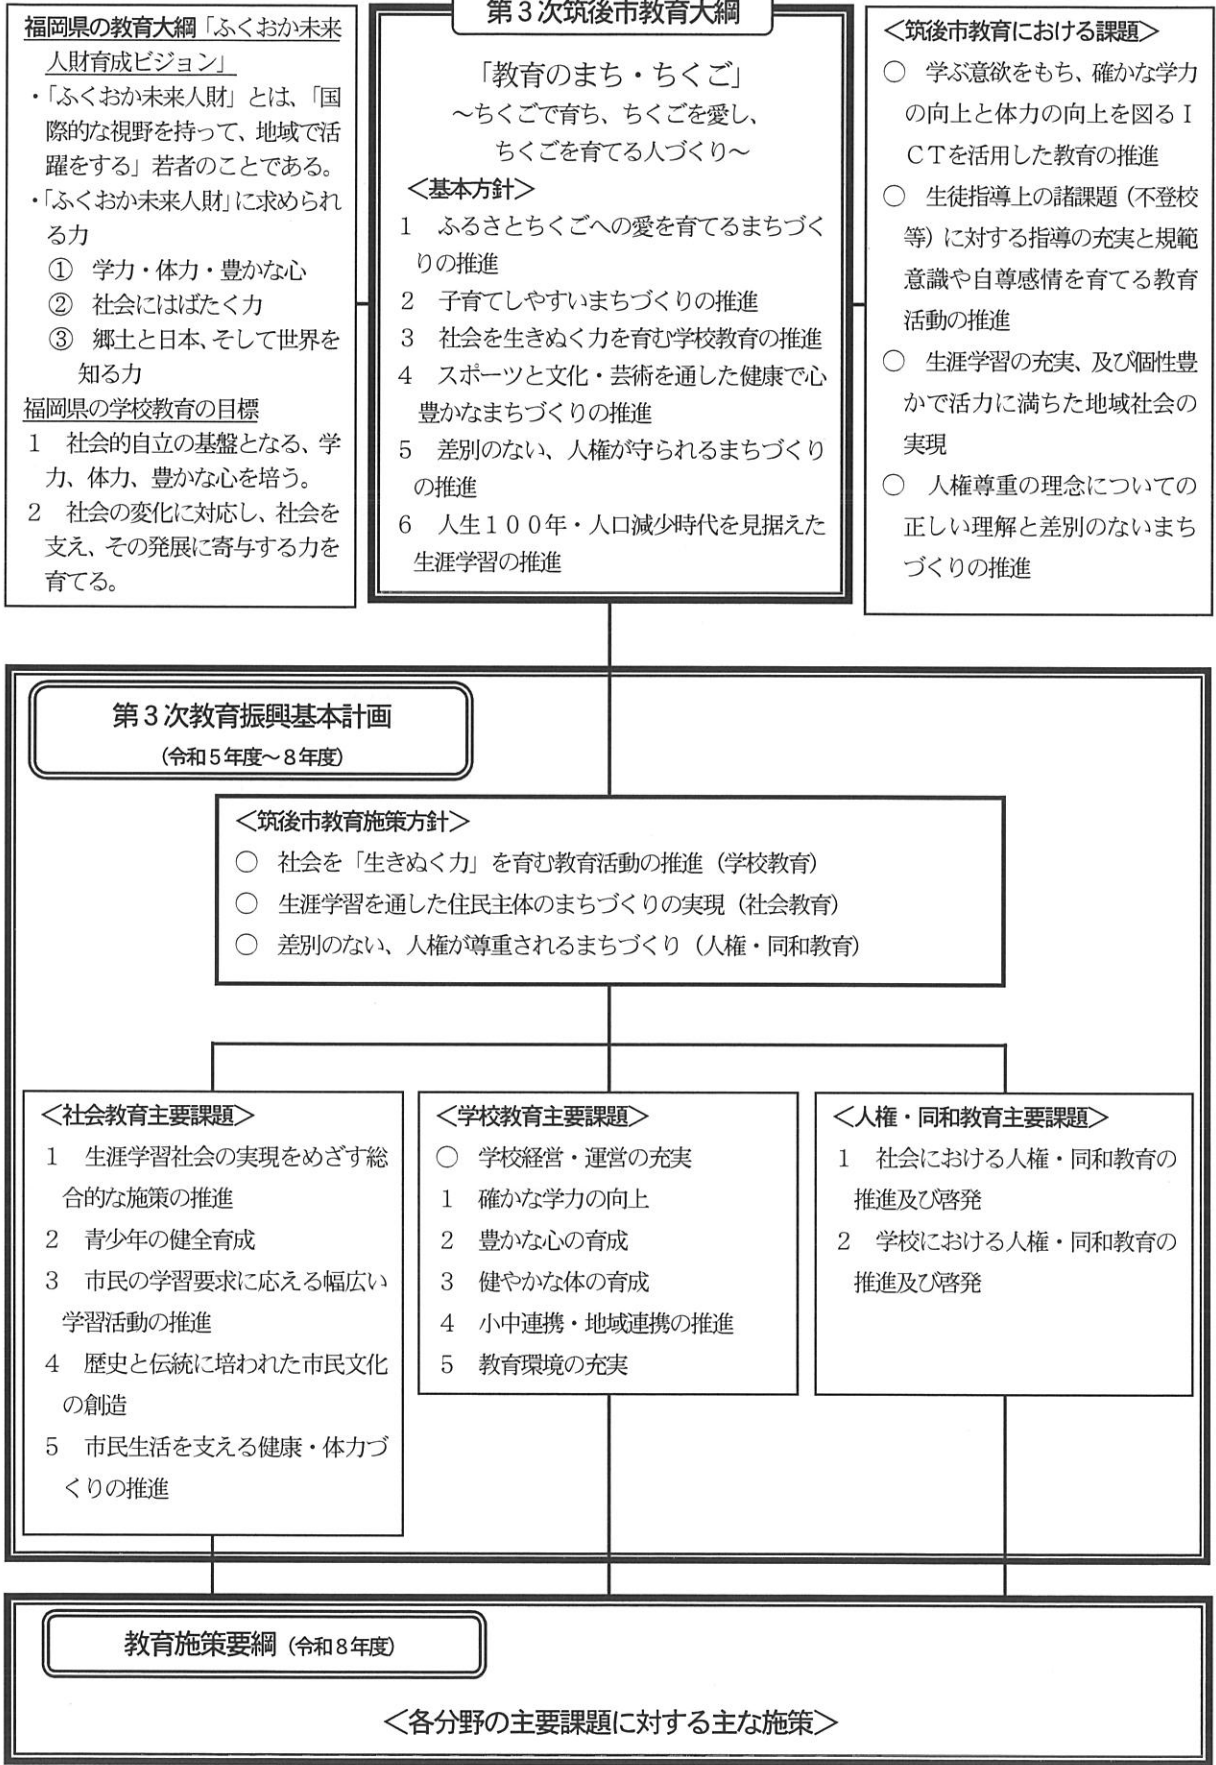 福岡県の教育大綱「ふくおか未来
人財育成ビジョン」
・「ふくおか未来人財」とは、「国
際的な視野を持って、地域で活
躍をする」若者のことである。
・「ふくおか未来人財」に求められ
る力
① 学力・体力・豊かな心
② 社会にはばたく力
③ 郷土と日本、そして世界を
知る力
福岡県の学校教育の目標
1 社会的自立の基盤となる、学
力、体力、豊かな心を培う。
2 社会の変化に対応し、社会を
支え、その発展に寄与する力を
育てる。
第3次筑後市教育大綱
「教育のまち・ちくご」
～ちくごで育ち、ちくごを愛し、
ちくごを育てる人づくり～
＜基本方針＞
1 ふるさとちくごへの愛を育てるまちづく
りの推進
2 子育てしやすいまちづくりの推進
3 社会を生きぬく力を育む学校教育の推進
4 スポーツと文化・芸術を通した健康で心
豊かなまちづくりの推進
5 差別のない、人権が守られるまちづくり
の推進
6 人生１００年・人口減少時代を見据えた
生涯学習の推進
＜筑後市教育における課題＞
○ 学ぶ意欲をもち、確かな学力
の向上と体力の向上を図るＩ
ＣＴを活用した教育の推進
○ 生徒指導上の諸課題（不登校
等）に対する指導の充実と規範
意識や自尊感情を育てる教育
活動の推進
○ 生涯学習の充実、及び個性豊
かで活力に満ちた地域社会の
実現
○ 人権尊重の理念についての
正しい理解と差別のないまち
づくりの推進
第3次教育振興基本計画
（令和5年度～8年度）
＜筑後市教育施策方針＞
○ 社会を「生きぬく力」を育む教育活動の推進（学校教育）
○ 生涯学習を通した住民主体のまちづくりの実現（社会教育）
○ 差別のない、人権が尊重されるまちづくり（人権・同和教育）
＜社会教育主要課題＞
1 生涯学習社会の実現をめざす総
合的な施策の推進
2 青少年の健全育成
3 市民の学習要求に応える幅広い
学習活動の推進
4 歴史と伝統に培われた市民文化
の創造
5 市民生活を支える健康・体力づ
くりの推進
＜学校教育主要課題＞
○ 学校経営・運営の充実
1 確かな学力の向上
2 豊かな心の育成
3 健やかな体の育成
4 小中連携・地域連携の推進
5 教育環境の充実
＜人権・同和教育主要課題＞
1 社会における人権・同和教育の
推進及び啓発
2 学校における人権・同和教育の
推進及び啓発
教育施策要綱（令和8年度）
＜各分野の主要課題に対する主な施策＞